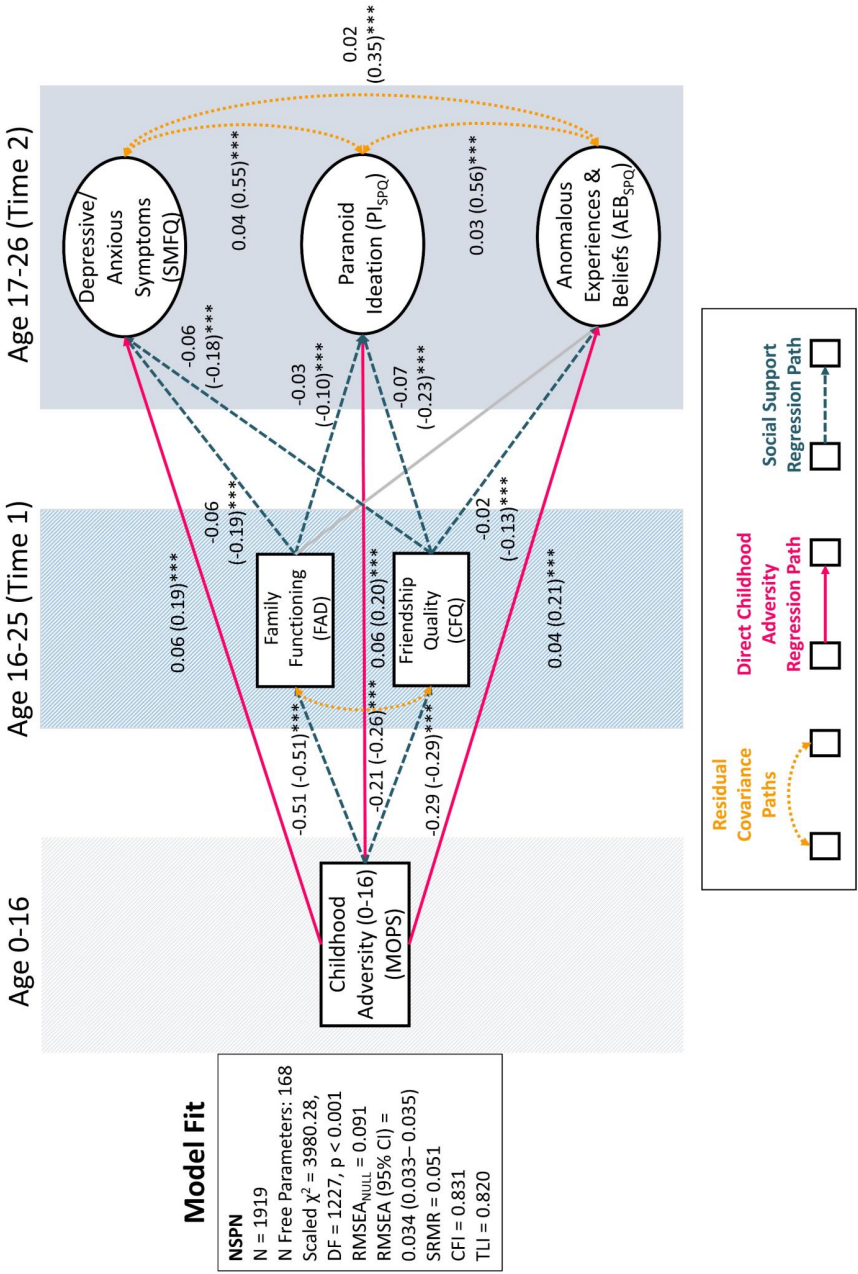 Age 0-16
Age 16-25 (Time 1)
Age 17-26 (Time 2)
Model Fit
NSPN
N = 1919
N Free Parameters: 168
Scaled χ² = 3980.28,
DF = 1227, p < 0.001
RMSEA_NULL = 0.091
RMSEA (95% CI) =
0.034 (0.033– 0.035)
SRMR = 0.051
CFI = 0.831
TLI = 0.820
Childhood
Adversity (0-16)
(MOPS)
Family
Functioning
(FAD)
Friendship
Quality
(CFQ)
Depressive/
Anxious
Symptoms
(SMFQ)
Paranoid
Ideation (PI_SPQ)
Anomalous
Experiences &
Beliefs (AEB_SPQ)
0.06 (0.19)***
-0.06
(-0.19)***
-0.06
(-0.18)***
-0.51 (-0.51)***
0.06 (0.20)***
-0.21 (-0.26)***
-0.29 (-0.29)***
-0.03
(-0.10)***
-0.07
(-0.23)***
-0.02
(-0.13)***
0.04 (0.21)***
0.04 (0.55)***
0.03 (0.56)***
0.02
(0.35)***
Residual
Covariance
Paths
Direct Childhood
Adversity
Regression Path
Social Support
Regression Path